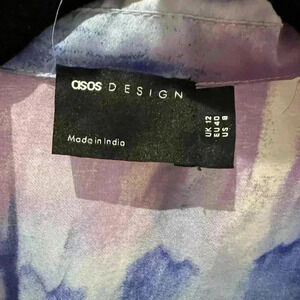 asos DESIGN
Made in India
UK 12
EU 40
US 8